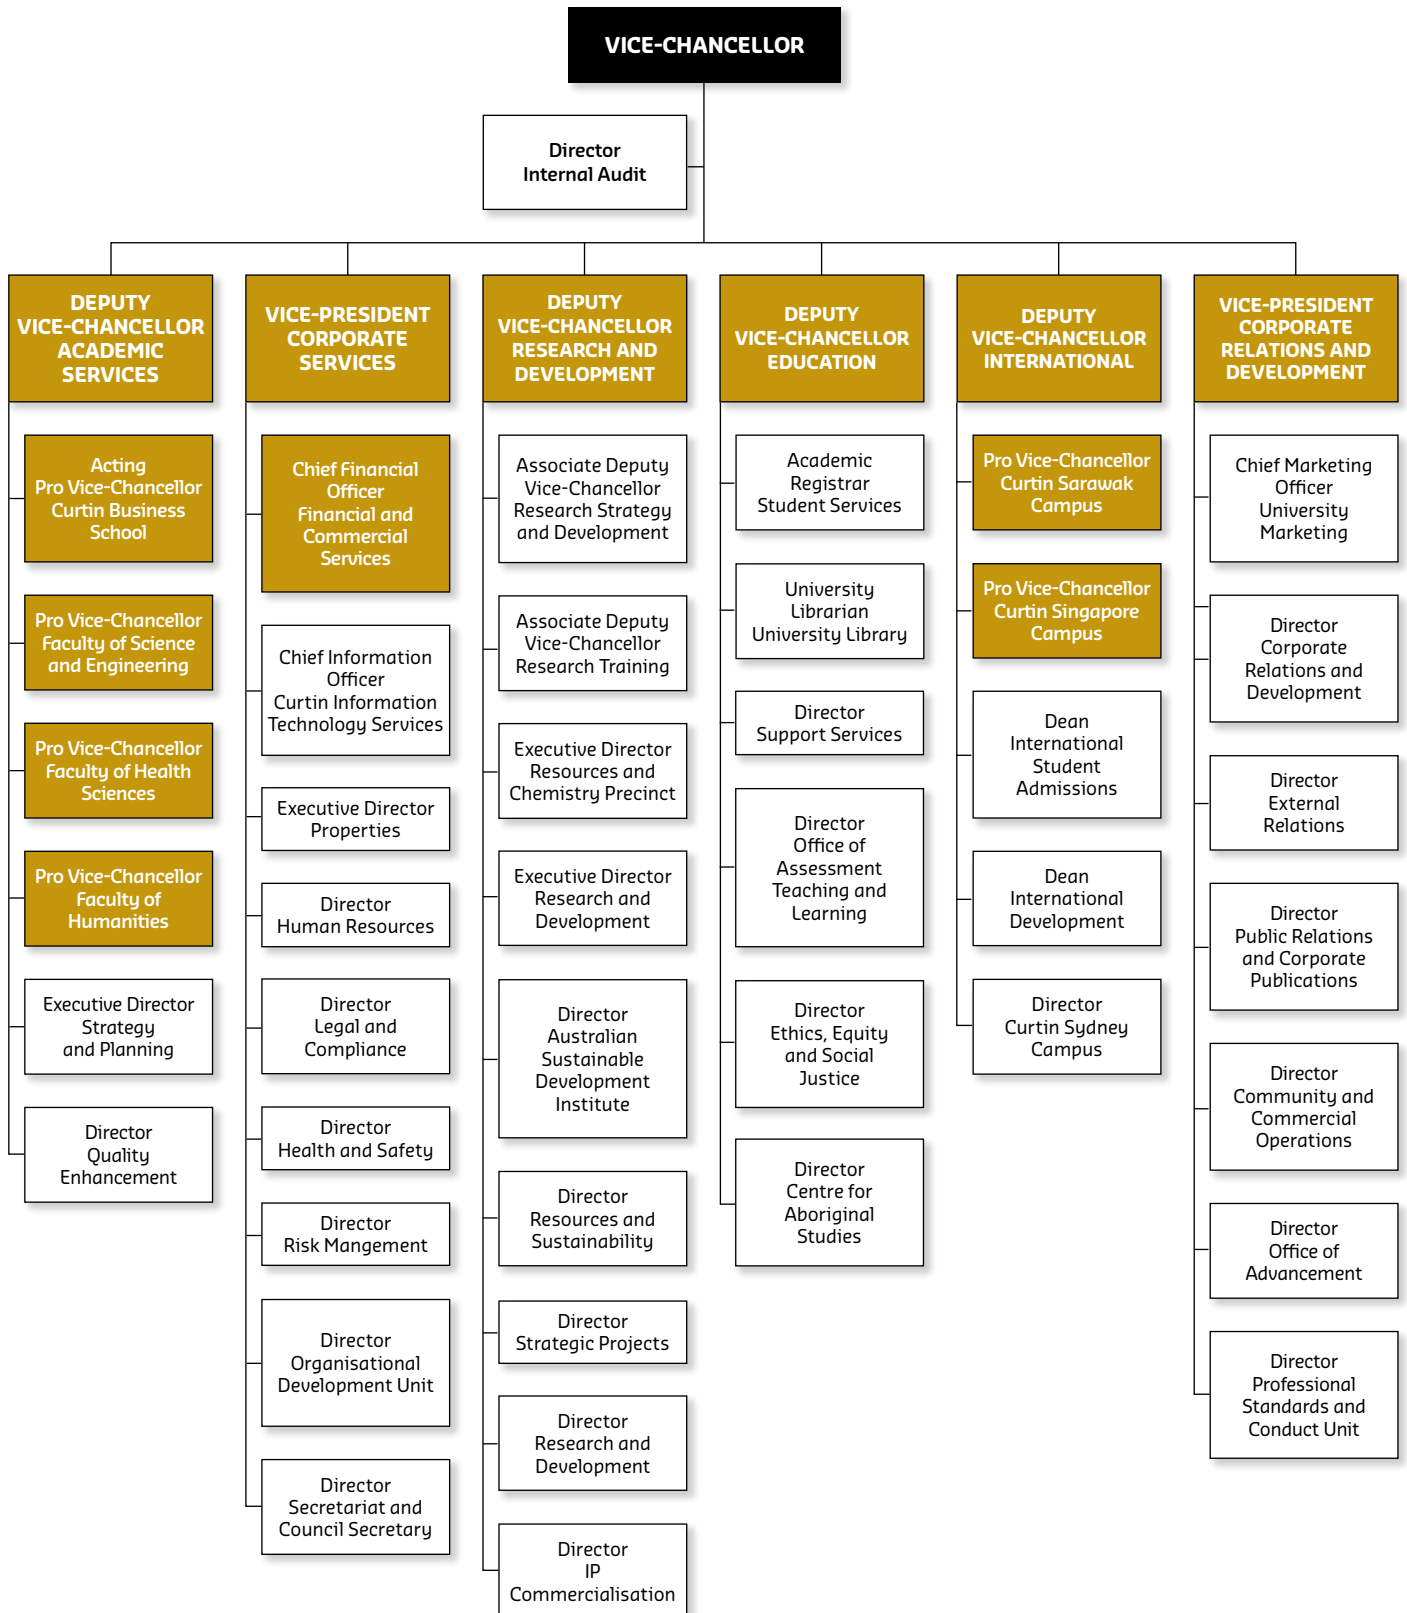 VICE-CHANCELLOR
Director
Internal Audit
DEPUTY
VICE-CHANCELLOR
ACADEMIC
SERVICES
Acting
Pro Vice-Chancellor
Curtin Business
School
Pro Vice-Chancellor
Faculty of Science
and Engineering
Pro Vice-Chancellor
Faculty of Health
Sciences
Pro Vice-Chancellor
Faculty of
Humanities
Executive Director
Strategy
and Planning
Director
Quality
Enhancement
VICE-PRESIDENT
CORPORATE
SERVICES
Chief Financial
Officer
Financial and
Commercial
Services
Chief Information
Officer
Curtin Information
Technology Services
Executive Director
Properties
Director
Human Resources
Director
Legal and
Compliance
Director
Health and Safety
Director
Risk Mangement
Director
Organisational
Development Unit
Director
Secretariat and
Council Secretary
DEPUTY
VICE-CHANCELLOR
RESEARCH AND
DEVELOPMENT
Associate Deputy
Vice-Chancellor
Research Strategy
and Development
Associate Deputy
Vice-Chancellor
Research Training
Executive Director
Resources and
Chemistry Precinct
Executive Director
Research and
Development
Director
Australian
Sustainable
Development
Institute
Director
Resources and
Sustainability
Director
Strategic Projects
Director
Research and
Development
Director
IP
Commercialisation
DEPUTY
VICE-CHANCELLOR
EDUCATION
Academic
Registrar
Student Services
University
Librarian
University Library
Director
Support Services
Director
Office of
Assessment
Teaching and
Learning
Director
Ethics, Equity
and Social
Justice
Director
Centre for
Aboriginal
Studies
DEPUTY
VICE-CHANCELLOR
INTERNATIONAL
Pro Vice-Chancellor
Curtin Sarawak
Campus
Pro Vice-Chancellor
Curtin Singapore
Campus
Dean
International
Student
Admissions
Dean
International
Development
Director
Curtin Sydney
Campus
VICE-PRESIDENT
CORPORATE
RELATIONS AND
DEVELOPMENT
Chief Marketing
Officer
University
Marketing
Director
Corporate
Relations and
Development
Director
External
Relations
Director
Public Relations
and Corporate
Publications
Director
Community and
Commercial
Operations
Director
Office of
Advancement
Director
Professional
Standards and
Conduct Unit